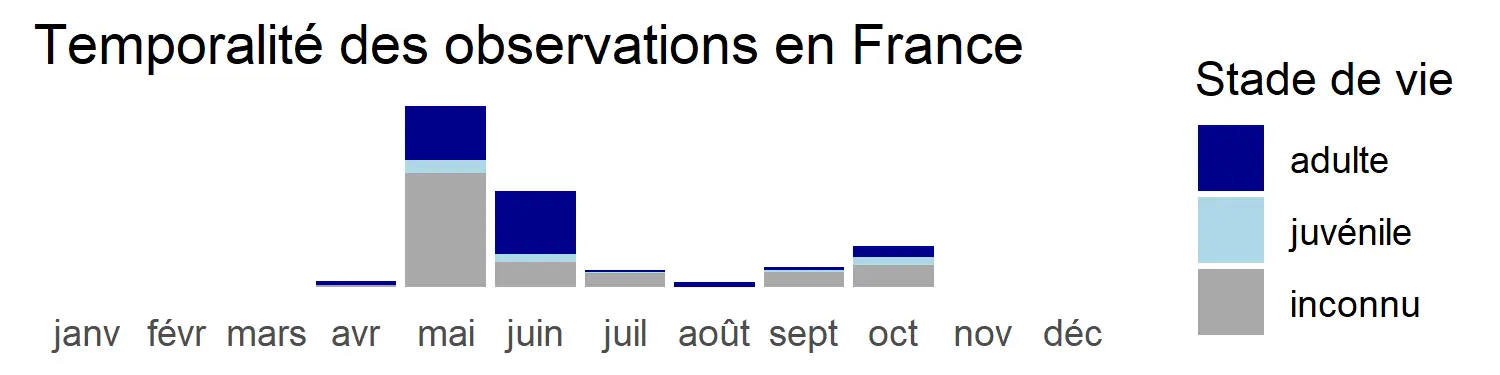 Temporalité des observations en France
Stade de vie
adulte
juvénile
inconnu
janv févr mars avr mai juin juil août sept oct nov déc